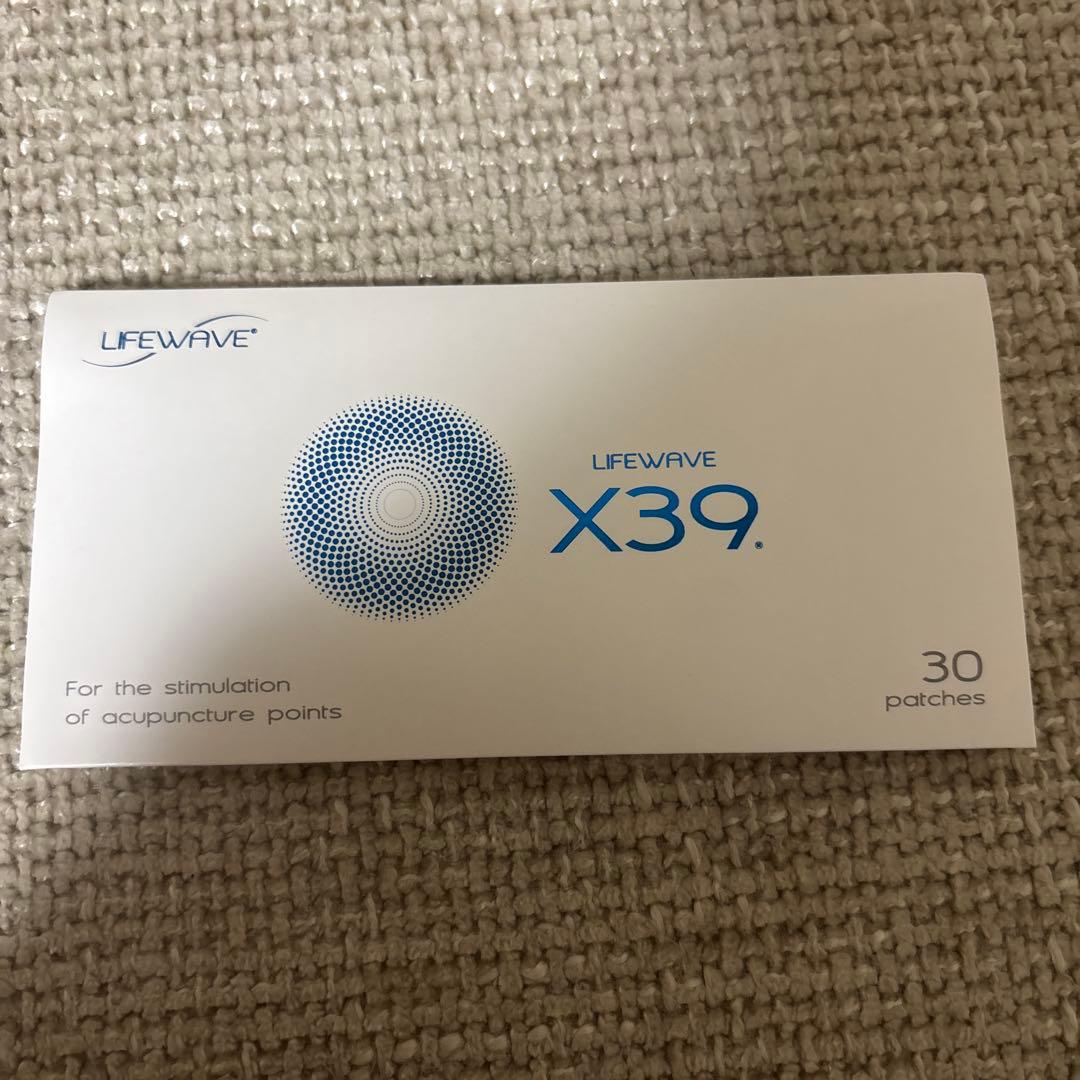 LIFEWAVE®
LIFEWAVE
X39®
For the stimulation
of acupuncture points
30
patches